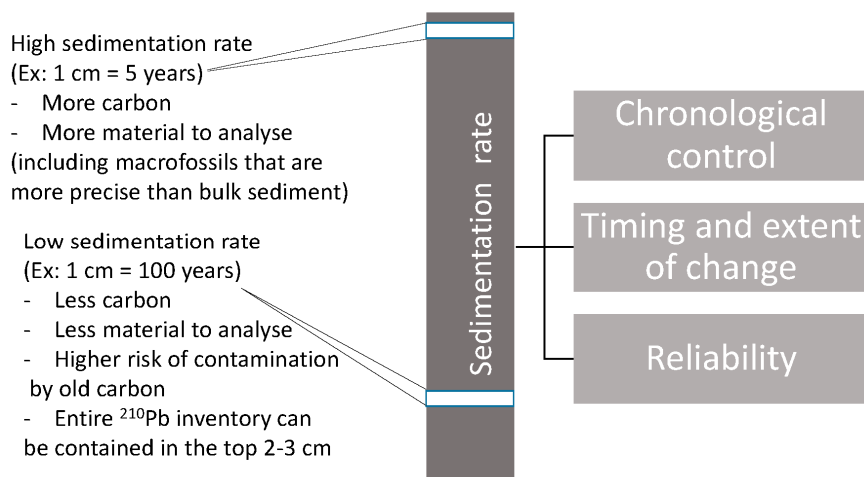 High sedimentation rate
(Ex: 1 cm = 5 years)
- More carbon
- More material to analyse
(including macrofossils that are
more precise than bulk sediment)
Low sedimentation rate
(Ex: 1 cm = 100 years)
- Less carbon
- Less material to analyse
- Higher risk of contamination
by old carbon
- Entire ²¹⁰Pb inventory can
be contained in the top 2-3 cm
Sedimentation rate
Chronological
control
Timing and extent
of change
Reliability